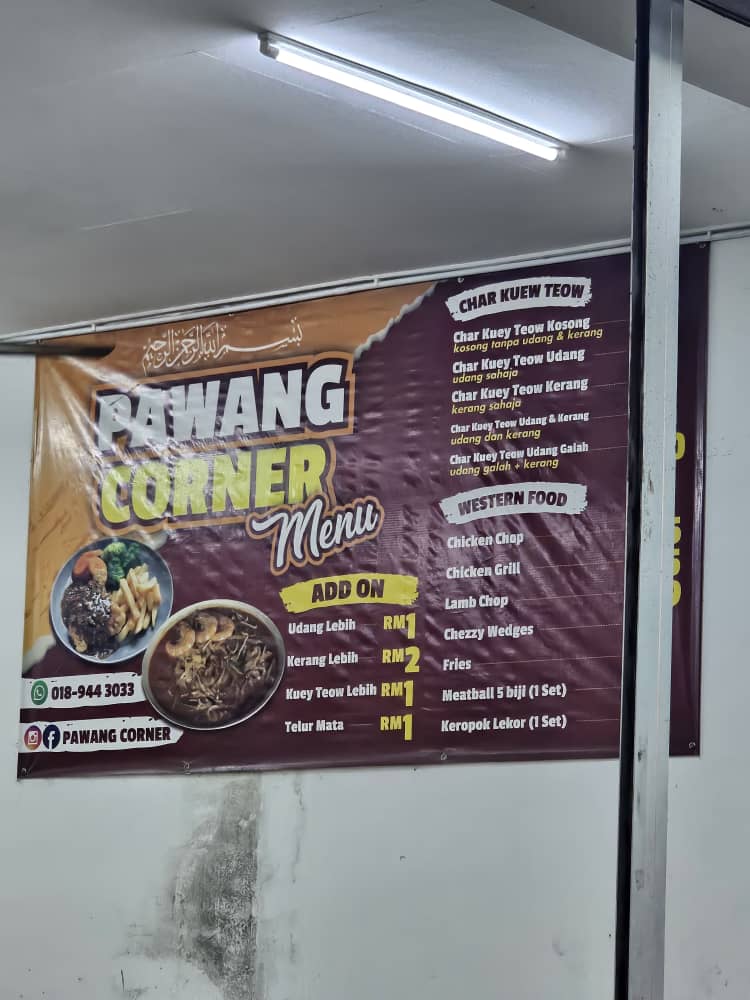 بسم الله الرحمن الرحيم
PAWANG
CORNER
Menu
018-944 3033
PAWANG CORNER
ADD ON
Udang Lebih RM1
Kerang Lebih RM2
Kuey Teow Lebih RM1
Telur Mata RM1
CHAR KUEW TEOW
Char Kuey Teow Kosong
kosong tanpa udang & kerang
Char Kuey Teow Udang
udang sahaja
Char Kuey Teow Kerang
kerang sahaja
Char Kuey Teow Udang & Kerang
udang dan kerang
Char Kuey Teow Udang Galah
udang galah + kerang
WESTERN FOOD
Chicken Chop
Chicken Grill
Lamb Chop
Chezzy Wedges
Fries
Meatball 5 biji (1 Set)
Keropok Lekor (1 Set)